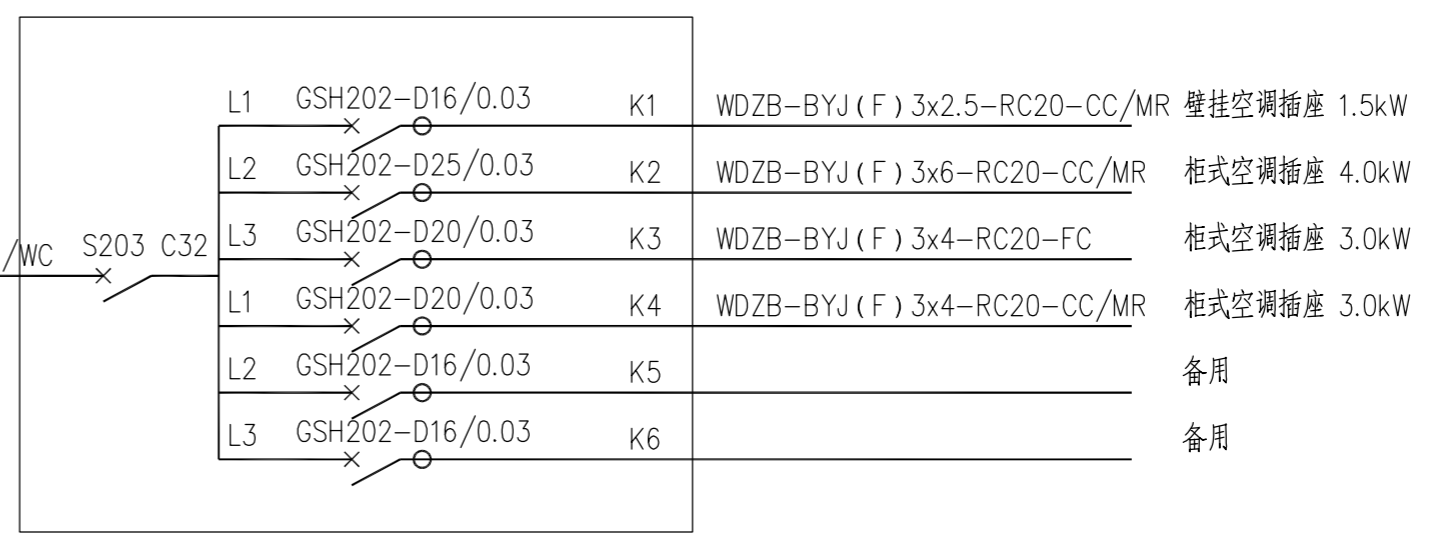 L1 GSH202-D16/0.03 K1 WDZB-BYJ(F)3x2.5-RC20-CC/MR 壁挂空调插座 1.5kW
L2 GSH202-D25/0.03 K2 WDZB-BYJ(F)3x6-RC20-CC/MR 柜式空调插座 4.0kW
/WC S203 C32
L3 GSH202-D20/0.03 K3 WDZB-BYJ(F)3x4-RC20-FC 柜式空调插座 3.0kW
L1 GSH202-D20/0.03 K4 WDZB-BYJ(F)3x4-RC20-CC/MR 柜式空调插座 3.0kW
L2 GSH202-D16/0.03 K5 备用
L3 GSH202-D16/0.03 K6 备用